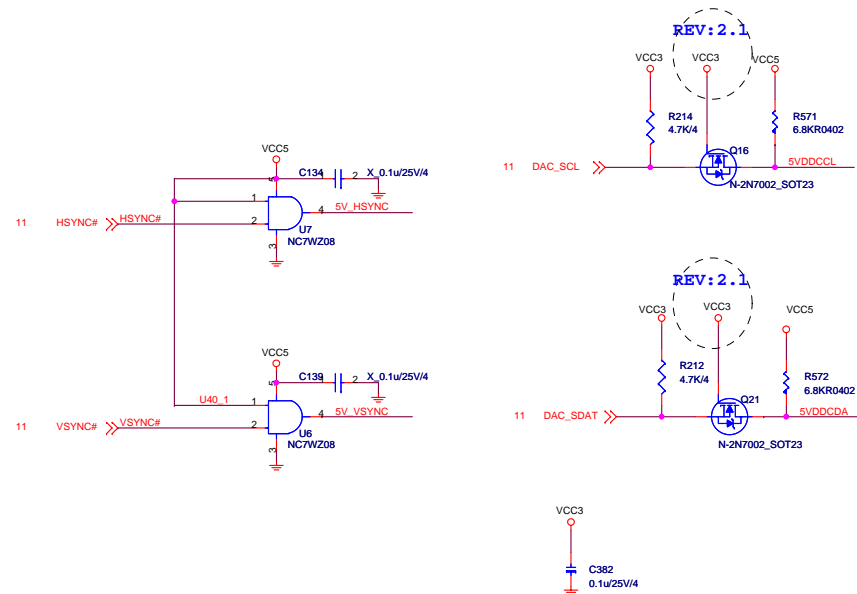 REV:2.1
VCC3
VCC3
VCC5
R214
4.7K/4
R571
6.8KR0402
Q16
11
DAC_SCL
5VDDCCL
N-2N7002_SOT23
VCC5
5
C134
1
2
X_0.1u/25V/4
1
4
5V_HSYNC
11
HSYNC#
HSYNC#
2
U7
NC7WZ08
3
REV:2.1
VCC3
VCC3
VCC5
R212
4.7K/4
R572
6.8KR0402
Q21
11
DAC_SDAT
5VDDCDA
N-2N7002_SOT23
VCC5
5
C139
1
2
X_0.1u/25V/4
U40_1
1
4
5V_VSYNC
11
VSYNC#
VSYNC#
2
U6
NC7WZ08
3
VCC3
C382
0.1u/25V/4